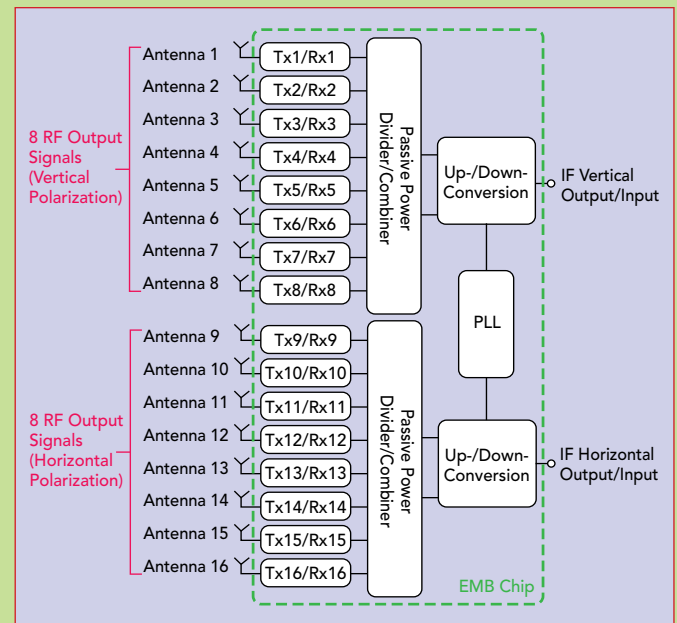 8 RF Output
Signals
(Vertical
Polarization)
Antenna 1
Antenna 2
Antenna 3
Antenna 4
Antenna 5
Antenna 6
Antenna 7
Antenna 8
Tx1/Rx1
Tx2/Rx2
Tx3/Rx3
Tx4/Rx4
Tx5/Rx5
Tx6/Rx6
Tx7/Rx7
Tx8/Rx8
Passive Power
Divider/Combiner
Up-/Down-
Conversion
IF Vertical
Output/Input
PLL
8 RF Output
Signals
(Horizontal
Polarization)
Antenna 9
Antenna 10
Antenna 11
Antenna 12
Antenna 13
Antenna 14
Antenna 15
Antenna 16
Tx9/Rx9
Tx10/Rx10
Tx11/Rx11
Tx12/Rx12
Tx13/Rx13
Tx14/Rx14
Tx15/Rx15
Tx16/Rx16
Passive Power
Divider/Combiner
Up-/Down-
Conversion
IF Horizontal
Output/Input
EMB Chip